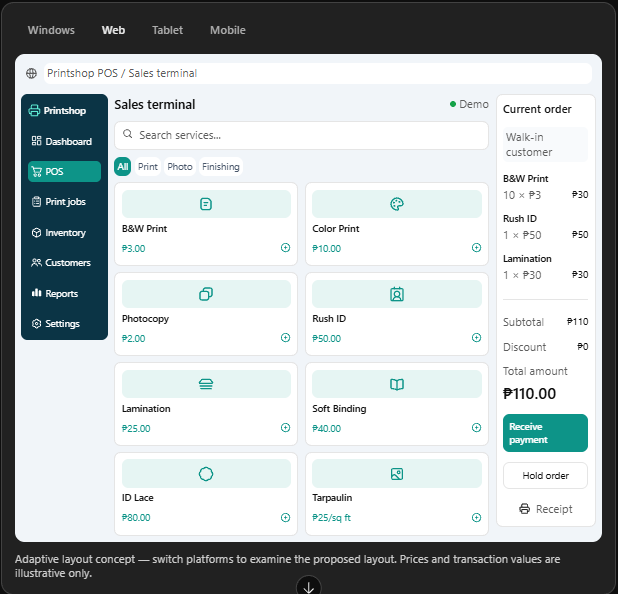 Windows Web Tablet Mobile
Printshop POS / Sales terminal
Printshop
Dashboard
POS
Print jobs
Inventory
Customers
Reports
Settings
Sales terminal
Demo
Search services...
All Print Photo Finishing
B&W Print
₱3.00
Color Print
₱10.00
Photocopy
₱2.00
Rush ID
₱50.00
Lamination
₱25.00
Soft Binding
₱40.00
ID Lace
₱80.00
Tarpaulin
₱25/sq ft
Current order
Walk-in
customer
B&W Print
10 × ₱3 ₱30
Rush ID
1 × ₱50 ₱50
Lamination
1 × ₱30 ₱30
Subtotal ₱110
Discount ₱0
Total amount
₱110.00
Receive
payment
Hold order
Receipt
Adaptive layout concept — switch platforms to examine the proposed layout. Prices and transaction values are
illustrative only.